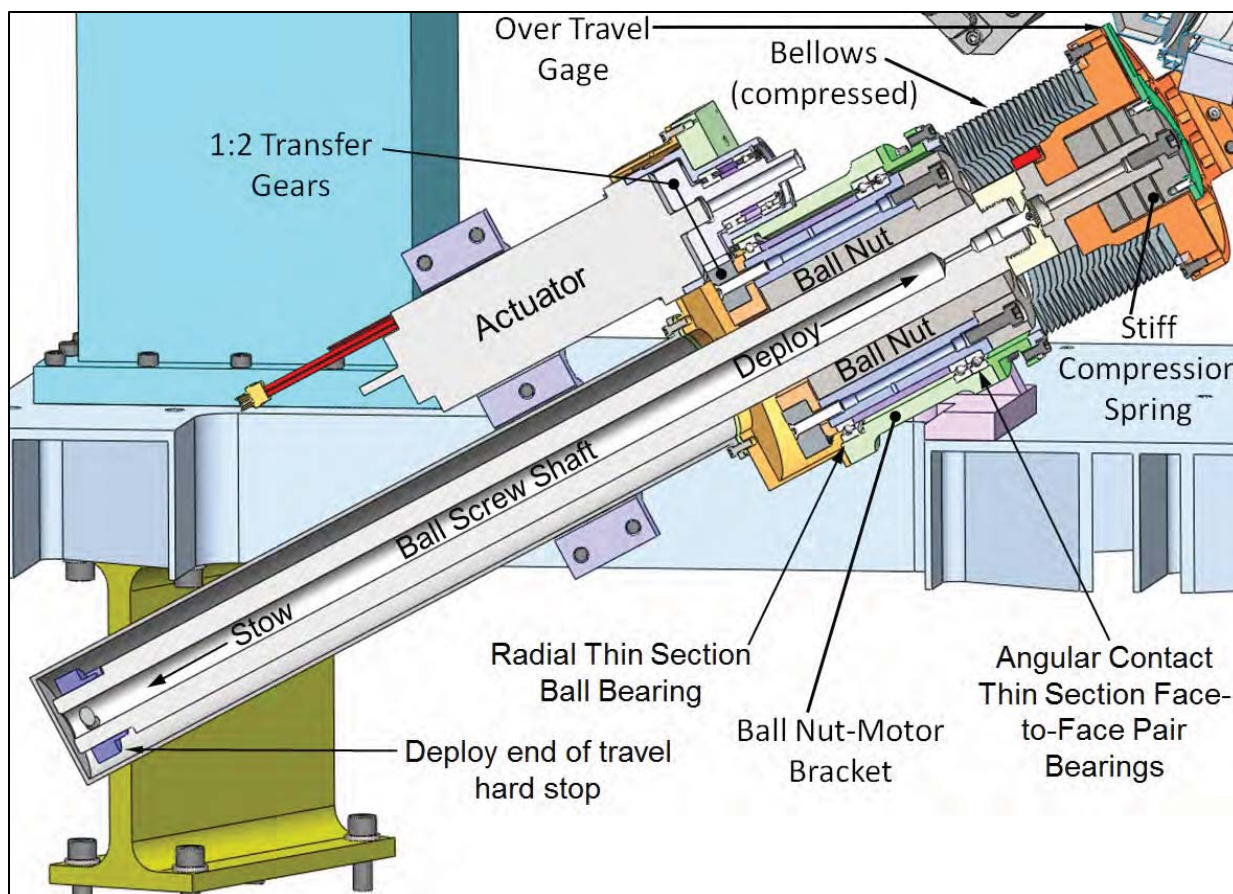 Over Travel
Gage
Bellows
(compressed)
1:2 Transfer
Gears
Actuator
Ball Nut
Ball Nut
Deploy
Ball Screw Shaft
Stow
Stiff
Compression
Spring
Radial Thin Section
Ball Bearing
Angular Contact
Thin Section Face-
to-Face Pair
Bearings
Ball Nut-Motor
Bracket
Deploy end of travel
hard stop